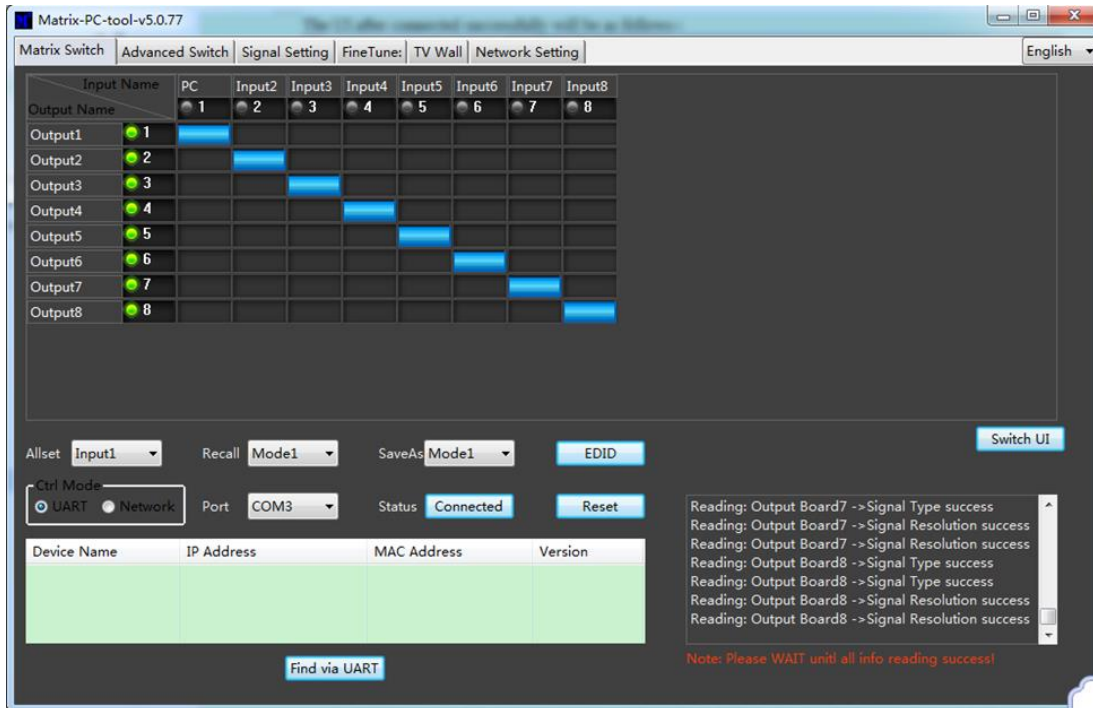 Matrix-PC-tool-v5.0.77
Matrix Switch Advanced Switch Signal Setting FineTune: TV Wall Network Setting English
Input Name PC Input2 Input3 Input4 Input5 Input6 Input7 Input8
Output Name 1 2 3 4 5 6 7 8
Output1 1
Output2 2
Output3 3
Output4 4
Output5 5
Output6 6
Output7 7
Output8 8
Switch UI
Allset Input1 Recall Mode1 SaveAs Mode1 EDID
Ctrl Mode
UART Network Port COM3 Status Connected Reset
Device Name IP Address MAC Address Version
Find via UART
Reading: Output Board7 ->Signal Type success
Reading: Output Board7 ->Signal Resolution success
Reading: Output Board7 ->Signal Resolution success
Reading: Output Board8 ->Signal Type success
Reading: Output Board8 ->Signal Type success
Reading: Output Board8 ->Signal Resolution success
Reading: Output Board8 ->Signal Resolution success
Note: Please WAIT unitl all info reading success!